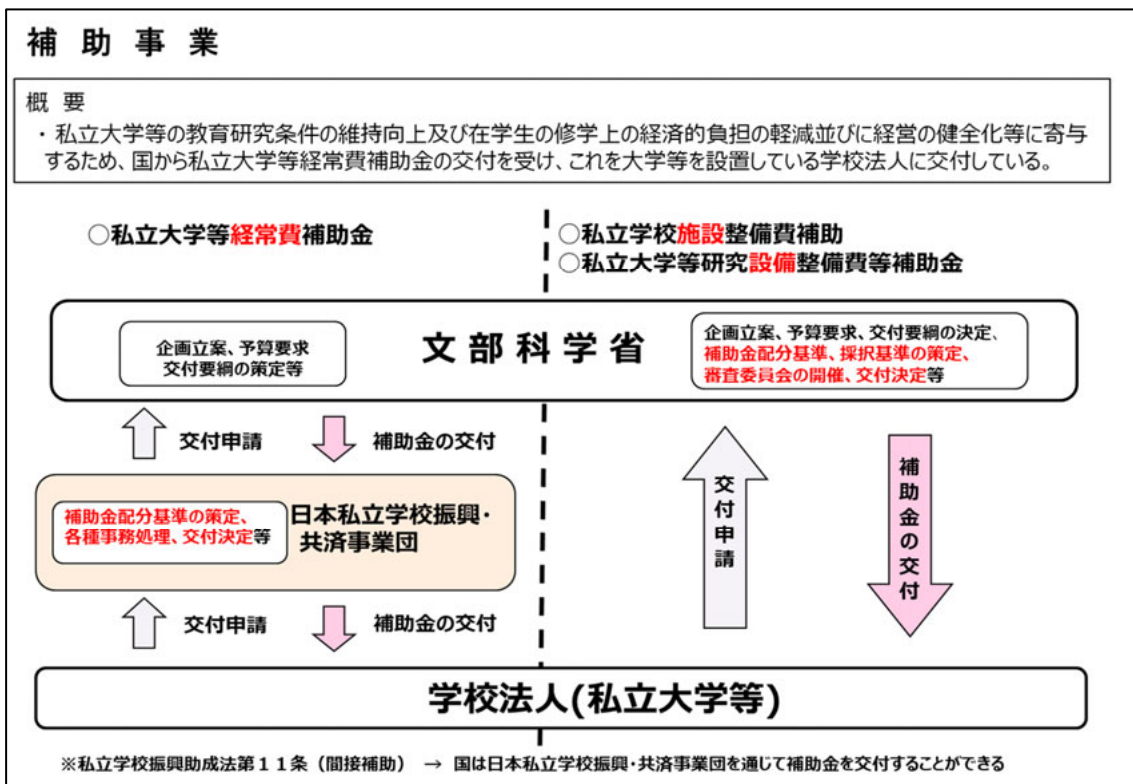 補助事業
概要
・私立大学等の教育研究条件の維持向上及び在学生の修学上の経済的負担の軽減並びに経営の健全化等に寄与
するため、国から私立大学等経常費補助金の交付を受け、これを大学等を設置している学校法人に交付している。
○私立大学等経常費補助金
○私立学校施設整備費補助
○私立大学等研究設備整備費等補助金
文部科学省
企画立案、予算要求
交付要綱の策定等
企画立案、予算要求、交付要綱の決定、
補助金配分基準、採択基準の策定、
審査委員会の開催、交付決定等
交付申請
補助金の交付
補助金配分基準の策定、
各種事務処理、交付決定等
日本私立学校振興・
共済事業団
交付申請
補助金の交付
交付申請
補助金の交付
学校法人(私立大学等)
※私立学校振興助成法第11条（間接補助） → 国は日本私立学校振興・共済事業団を通じて補助金を交付することができる